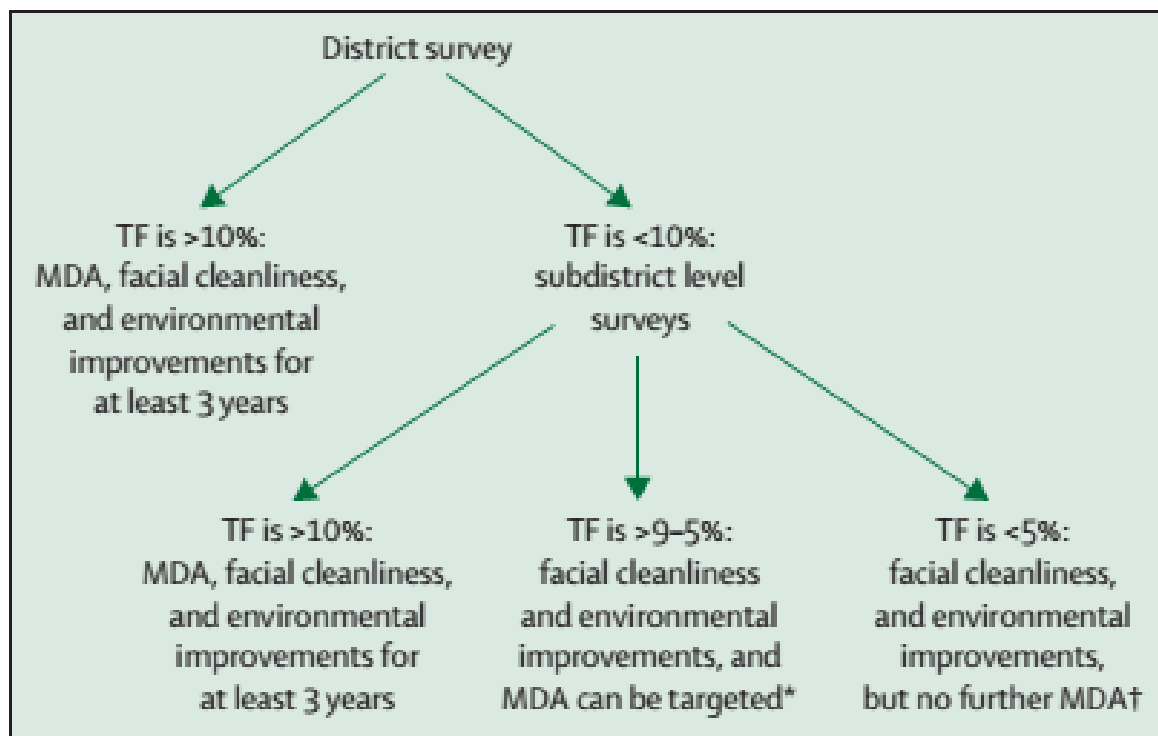 District survey
TF is >10%:
MDA, facial cleanliness,
and environmental
improvements for
at least 3 years
TF is <10%:
subdistrict level
surveys
TF is >10%:
MDA, facial cleanliness,
and environmental
improvements for
at least 3 years
TF is >9–5%:
facial cleanliness
and environmental
improvements, and
MDA can be targeted*
TF is <5%:
facial cleanliness,
and environmental
improvements,
but no further MDA†